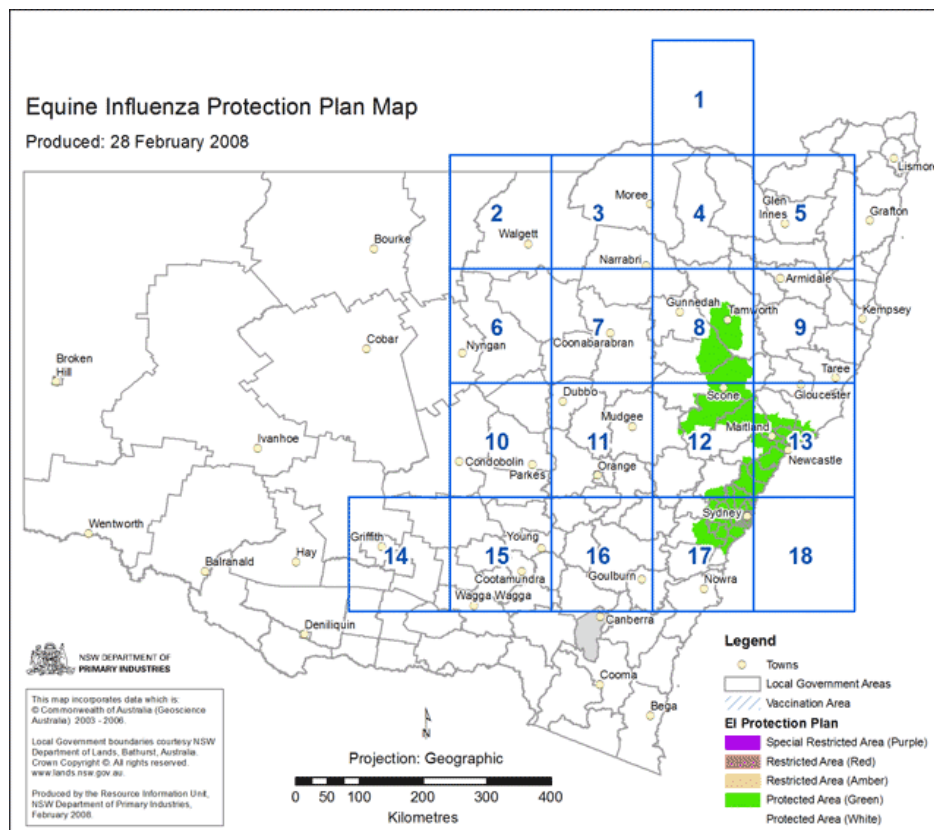 Equine Influenza Protection Plan Map
Produced: 28 February 2008
1
Lismore
2
3
Moree
4
Glen
Innes
5
Grafton
Walgett
Bourke
Narrabri
Armidale
Gunnedah
Tamworth
Kempsey
6
7
8
9
Cobar
Nyngan
Coonabarabran
Broken
Hill
Taree
Dubbo
Scone
Gloucester
Mudgee
Maitland
Ivanhoe
10
11
12
13
Condobolin
Parkes
Orange
Newcastle
Sydney
Wentworth
Griffith
Young
14
15
16
17
18
Balranald
Hay
Cootamundra
Goulburn
Nowra
Wagga Wagga
Canberra
Deniliquin
Cooma
Bega
NSW DEPARTMENT OF
PRIMARY INDUSTRIES
This map incorporates data which is:
© Commonwealth of Australia (Geoscience
Australia) 2003 - 2006.
Local Government boundaries courtesy NSW
Department of Lands, Bathurst, Australia.
Crown Copyright ©. All rights reserved.
www.lands.nsw.gov.au.
Produced by the Resource Information Unit,
NSW Department of Primary Industries,
February 2008.
N
Projection: Geographic
0 50 100 200 300 400
Kilometres
Legend
Towns
Local Government Areas
Vaccination Area
EI Protection Plan
Special Restricted Area (Purple)
Restricted Area (Red)
Restricted Area (Amber)
Protected Area (Green)
Protected Area (White)